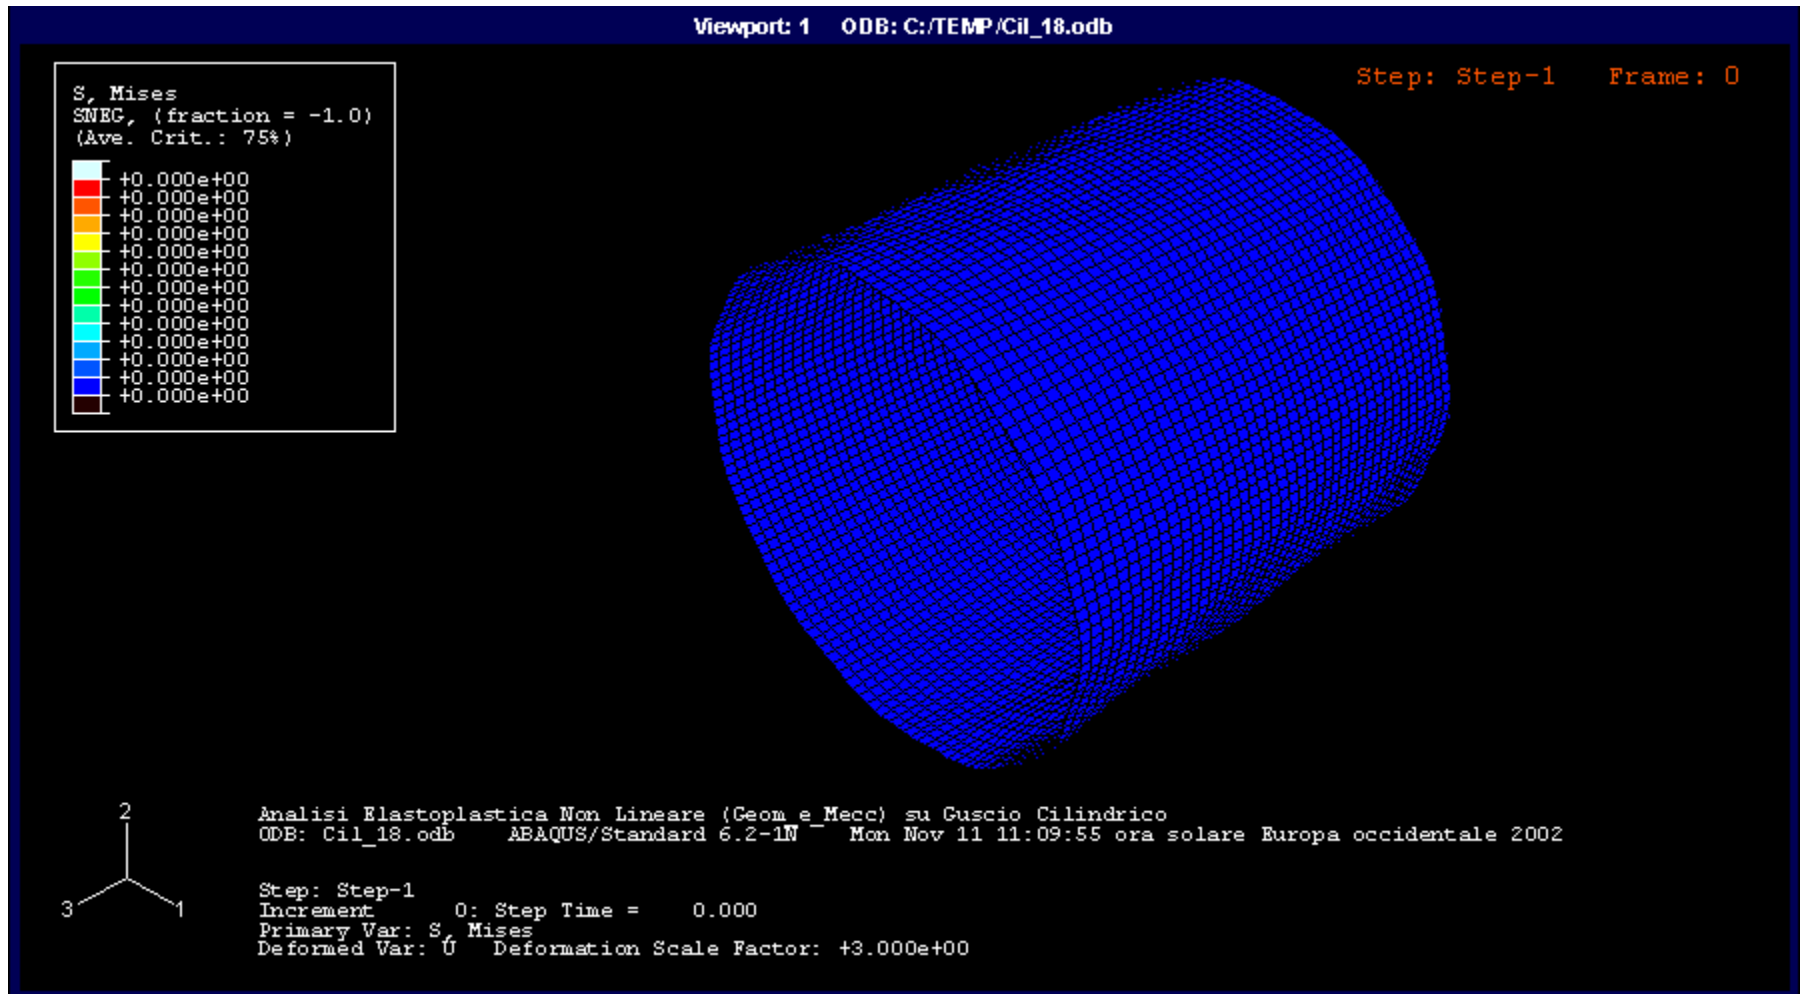 Viewport: 1 ODB: C:/TEMP/Cil_18.odb
Step: Step-1 Frame: 0
S, Mises
SNEG, (fraction = -1.0)
(Ave. Crit.: 75%)
+0.000e+00
+0.000e+00
+0.000e+00
+0.000e+00
+0.000e+00
+0.000e+00
+0.000e+00
+0.000e+00
+0.000e+00
+0.000e+00
+0.000e+00
+0.000e+00
+0.000e+00
2
3
1
Analisi Elastoplastica Non Lineare (Geom_e_Mecc) su Guscio Cilindrico
ODB: Cil_18.odb ABAQUS/Standard 6.2-1N Mon Nov 11 11:09:55 ora solare Europa occidentale 2002
Step: Step-1
Increment 0: Step Time = 0.000
Primary Var: S, Mises
Deformed Var: U Deformation Scale Factor: +3.000e+00